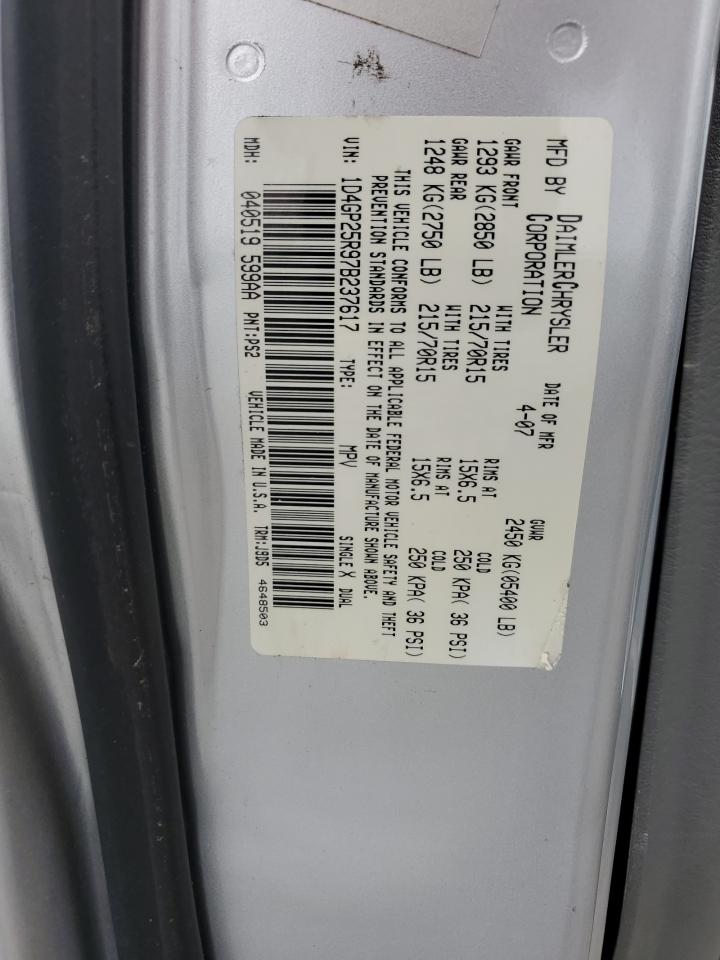 MFD BY DAIMLERCHRYSLER CORPORATION
DATE OF MFR 4-07
GVWR 2450 KG(05400 LB)
GAWR FRONT WITH TIRES RIMS AT COLD
1293 KG(2850 LB) 215/70R15 15X6.5 250 KPA( 36 PSI)
GAWR REAR WITH TIRES RIMS AT COLD
1248 KG(2750 LB) 215/70R15 15X6.5 250 KPA( 36 PSI)
THIS VEHICLE CONFORMS TO ALL APPLICABLE FEDERAL MOTOR VEHICLE SAFETY AND THEFT
PREVENTION STANDARDS IN EFFECT ON THE DATE OF MANUFACTURE SHOWN ABOVE.
VIN: 1D4GP25R97B237617 TYPE: MPV SINGLE X DUAL
MDH: 040519 599AA PNT:PS2 VEHICLE MADE IN U.S.A. TRM:J9D5 4648503